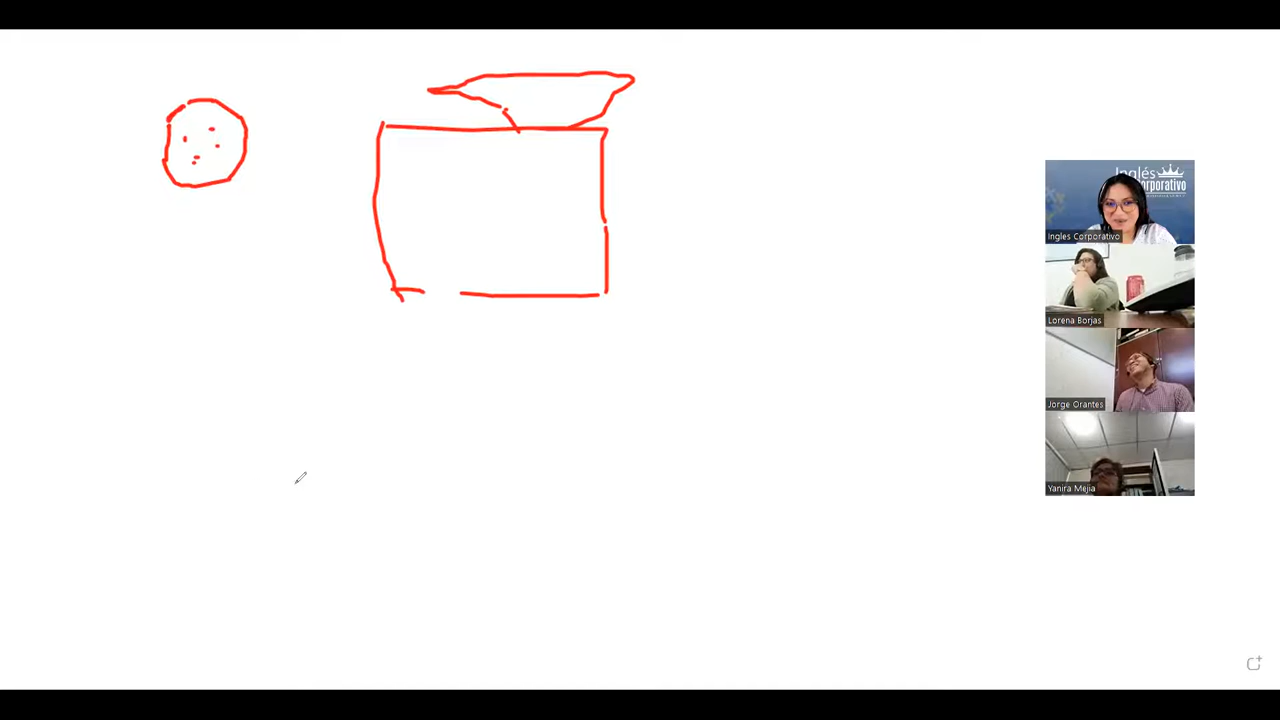 Inglés
Corporativo
Ingles Corporativo
Lorena Borjas
Jorge Orantes
Yanira Mejia